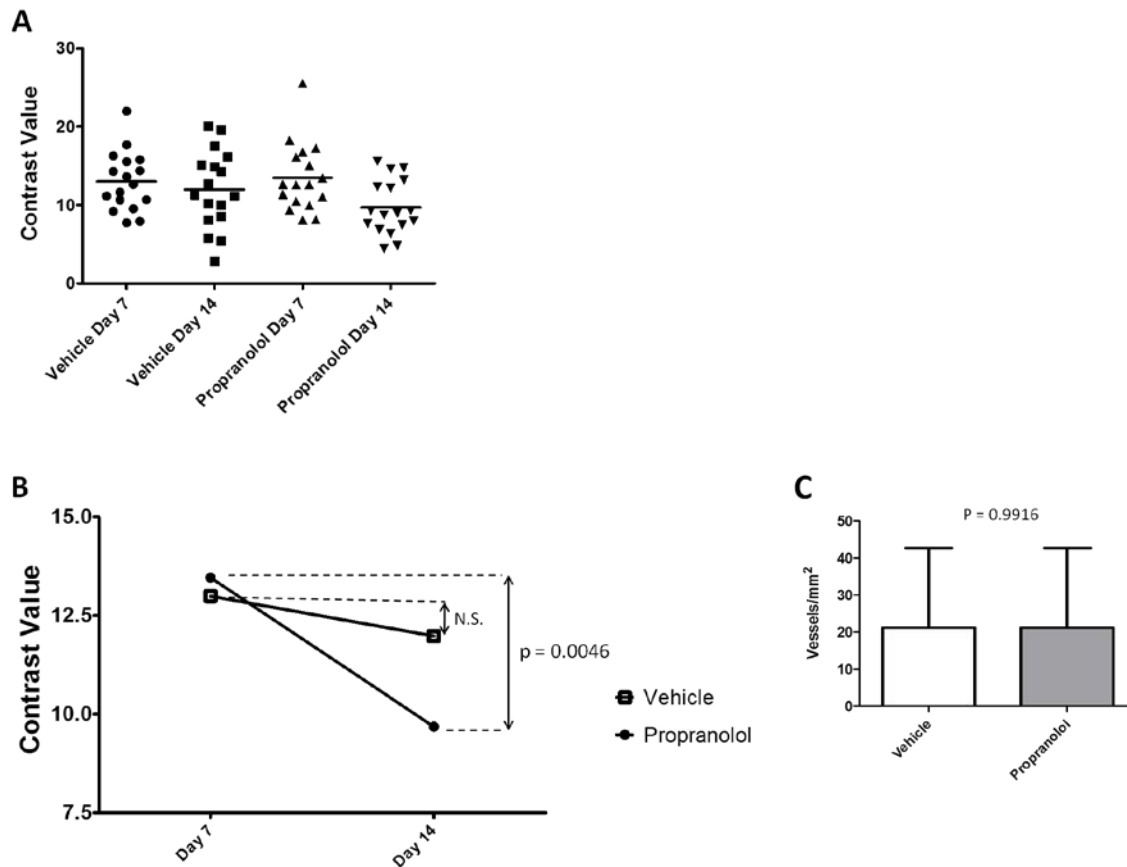 A
30
20
10
0
Contrast Value
Vehicle Day 7
Vehicle Day 14
Propranolol Day 7
Propranolol Day 14
B
15.0
12.5
10.0
7.5
Contrast Value
N.S.
p = 0.0046
Vehicle
Propranolol
Day 7
Day 14
C
P = 0.9916
50
40
30
20
10
0
Vessels/mm²
Vehicle
Propranolol